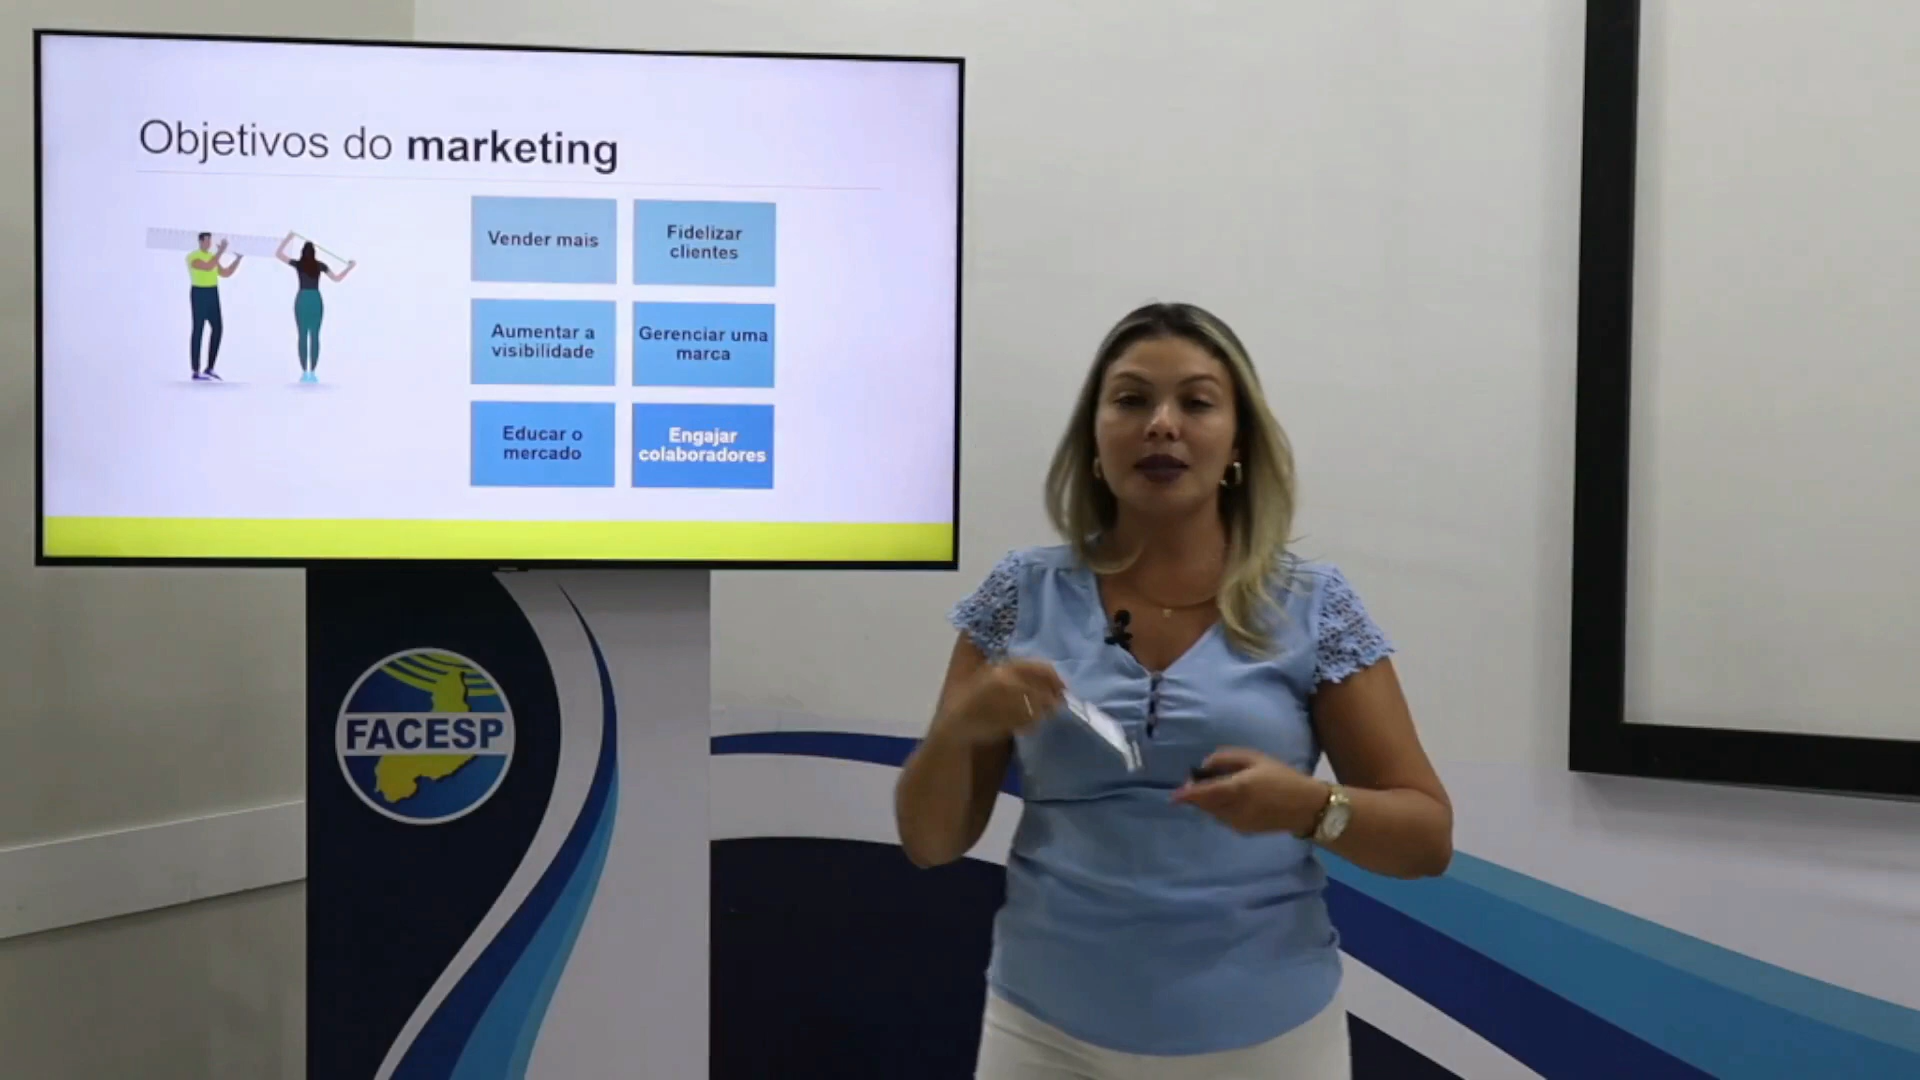 Objetivos do marketing
Vender mais
Fidelizar
clientes
Aumentar a
visibilidade
Gerenciar uma
marca
Educar o
mercado
Engajar
colaboradores
FACESP